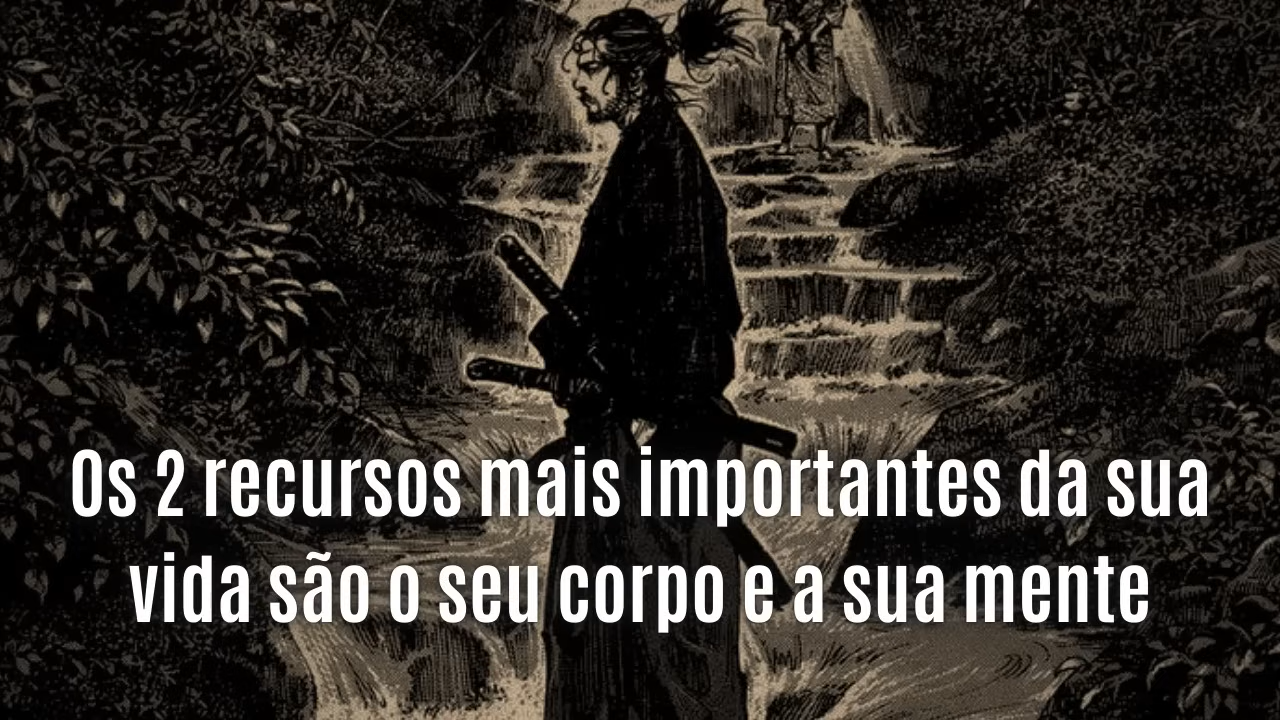 Os 2 recursos mais importantes da sua
vida são o seu corpo e a sua mente